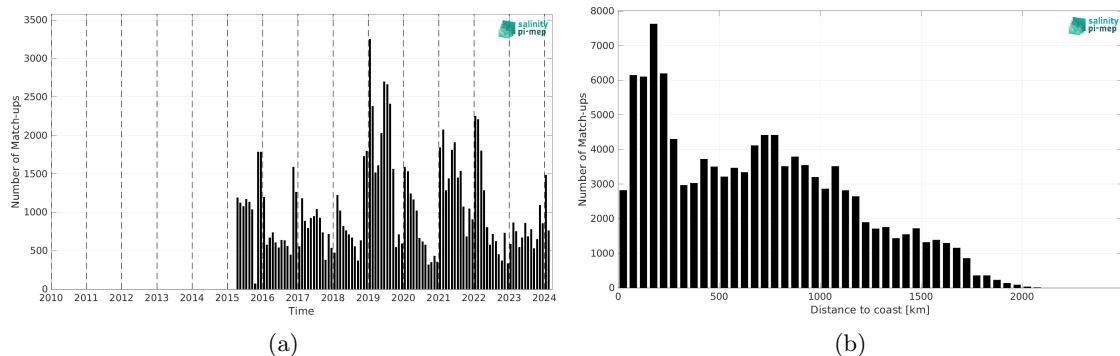 3500
3000
2500
2000
1500
1000
500
0
Number of Match-ups
2010 2011 2012 2013 2014 2015 2016 2017 2018 2019 2020 2021 2022 2023 2024
Time
salinity
pi-mep
(a)
8000
7000
6000
5000
4000
3000
2000
1000
0
Number of Match-ups
0 500 1000 1500 2000
Distance to coast [km]
salinity
pi-mep
(b)